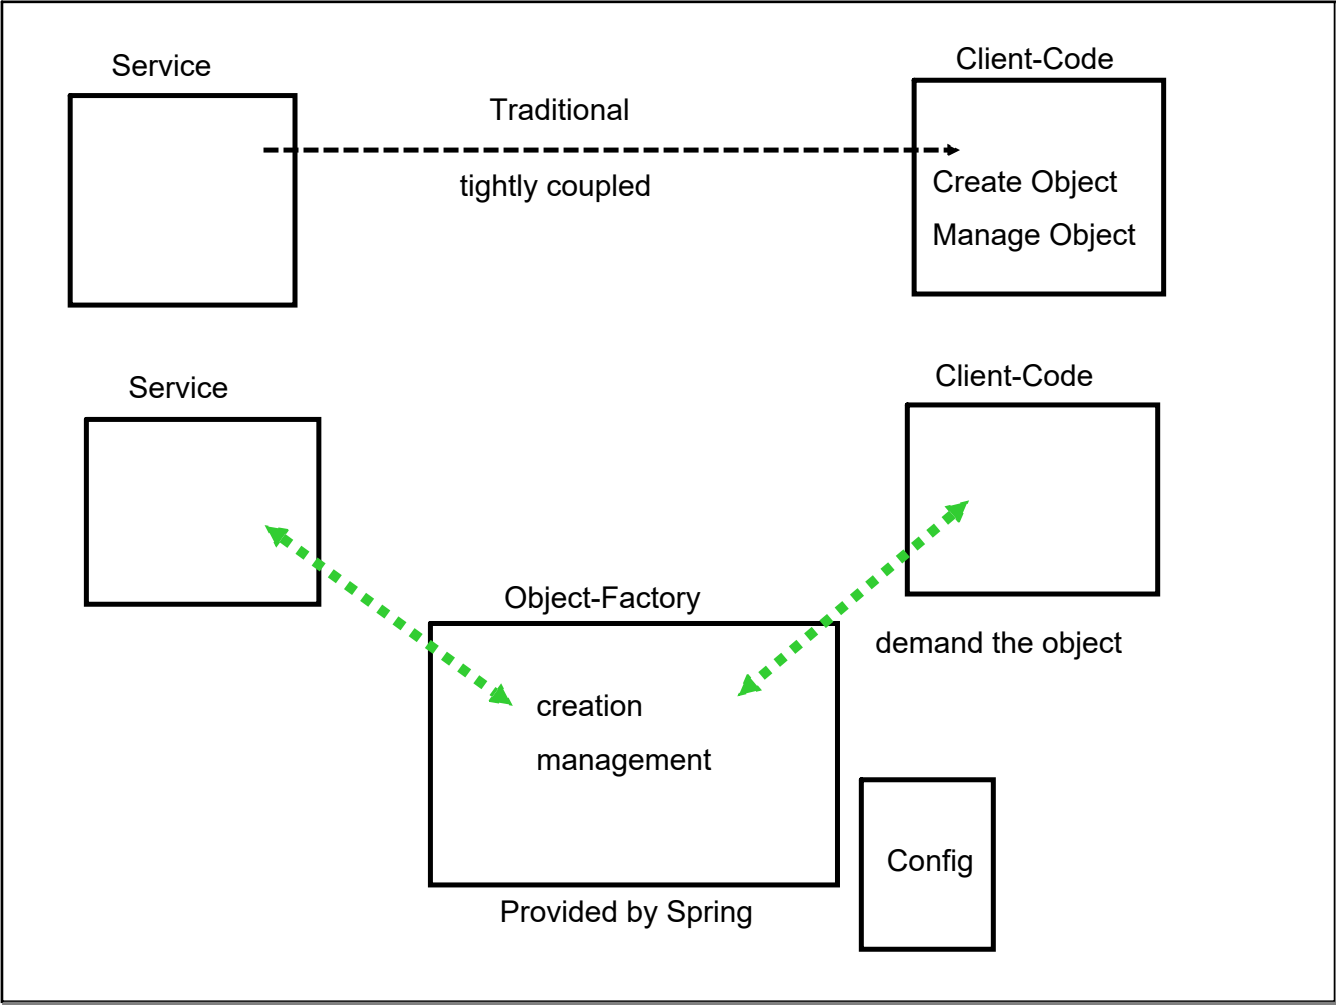 Service
Client-Code
Traditional
tightly coupled
Create Object
Manage Object
Service
Client-Code
Object-Factory
demand the object
creation
management
Config
Provided by Spring